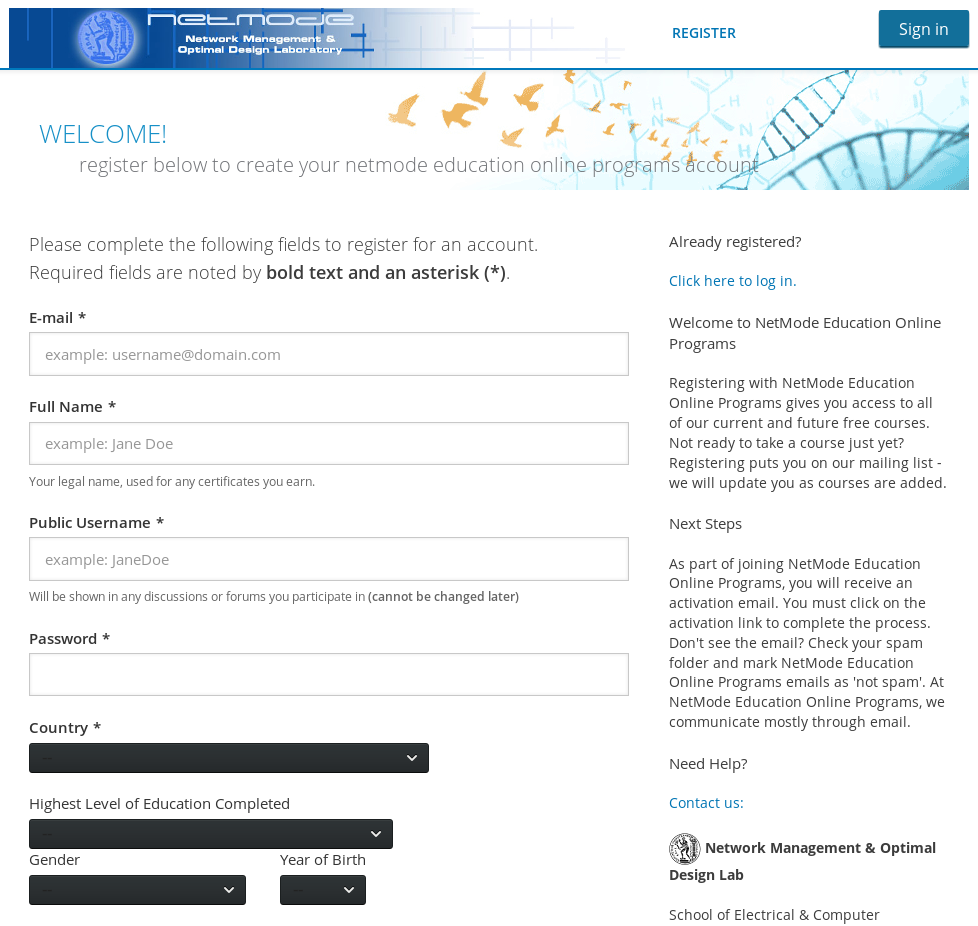 netmode
Network Management &
Optimal Design Laboratory
REGISTER
Sign in
WELCOME!
register below to create your netmode education online programs account
Please complete the following fields to register for an account.
Required fields are noted by bold text and an asterisk (*).
E-mail *
example: username@domain.com
Full Name *
example: Jane Doe
Your legal name, used for any certificates you earn.
Public Username *
example: JaneDoe
Will be shown in any discussions or forums you participate in (cannot be changed later)
Password *
Country *
--
Highest Level of Education Completed
--
Gender
Year of Birth
--
--
Already registered?
Click here to log in.
Welcome to NetMode Education Online
Programs
Registering with NetMode Education
Online Programs gives you access to all
of our current and future free courses.
Not ready to take a course just yet?
Registering puts you on our mailing list -
we will update you as courses are added.
Next Steps
As part of joining NetMode Education
Online Programs, you will receive an
activation email. You must click on the
activation link to complete the process.
Don't see the email? Check your spam
folder and mark NetMode Education
Online Programs emails as 'not spam'. At
NetMode Education Online Programs, we
communicate mostly through email.
Need Help?
Contact us:
Network Management & Optimal
Design Lab
School of Electrical & Computer